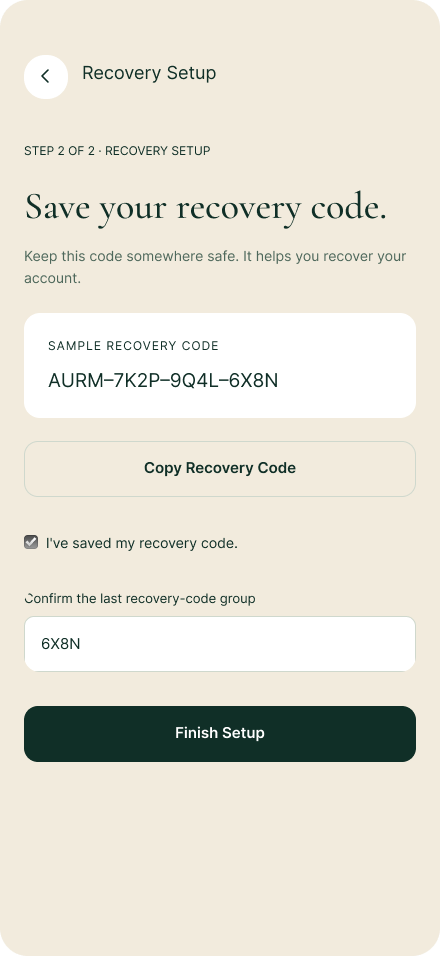 Recovery Setup
STEP 2 OF 2 · RECOVERY SETUP
Save your recovery code.
Keep this code somewhere safe. It helps you recover your
account.
SAMPLE RECOVERY CODE
AURM–7K2P–9Q4L–6X8N
Copy Recovery Code
I've saved my recovery code.
Confirm the last recovery-code group
6X8N
Finish Setup